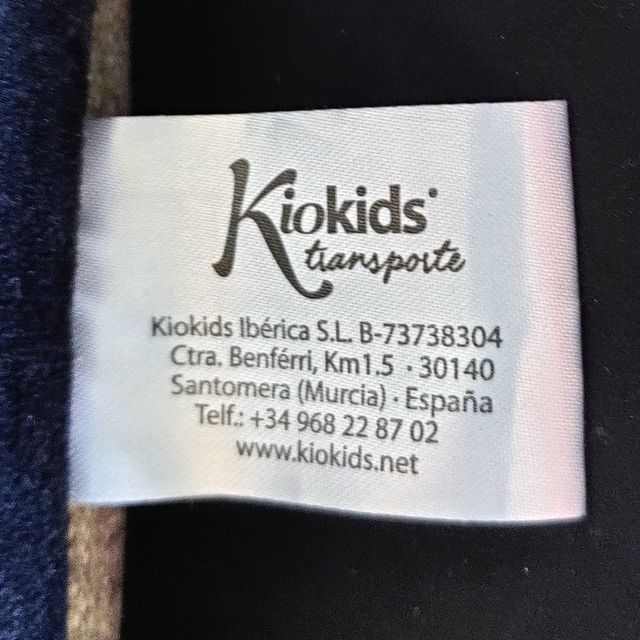 Kiokids
transporte
Kiokids Ibérica S.L. B-73738304
Ctra. Benférri, Km1.5 · 30140
Santomera (Murcia) · España
Telf.: +34 968 22 87 02
www.kiokids.net